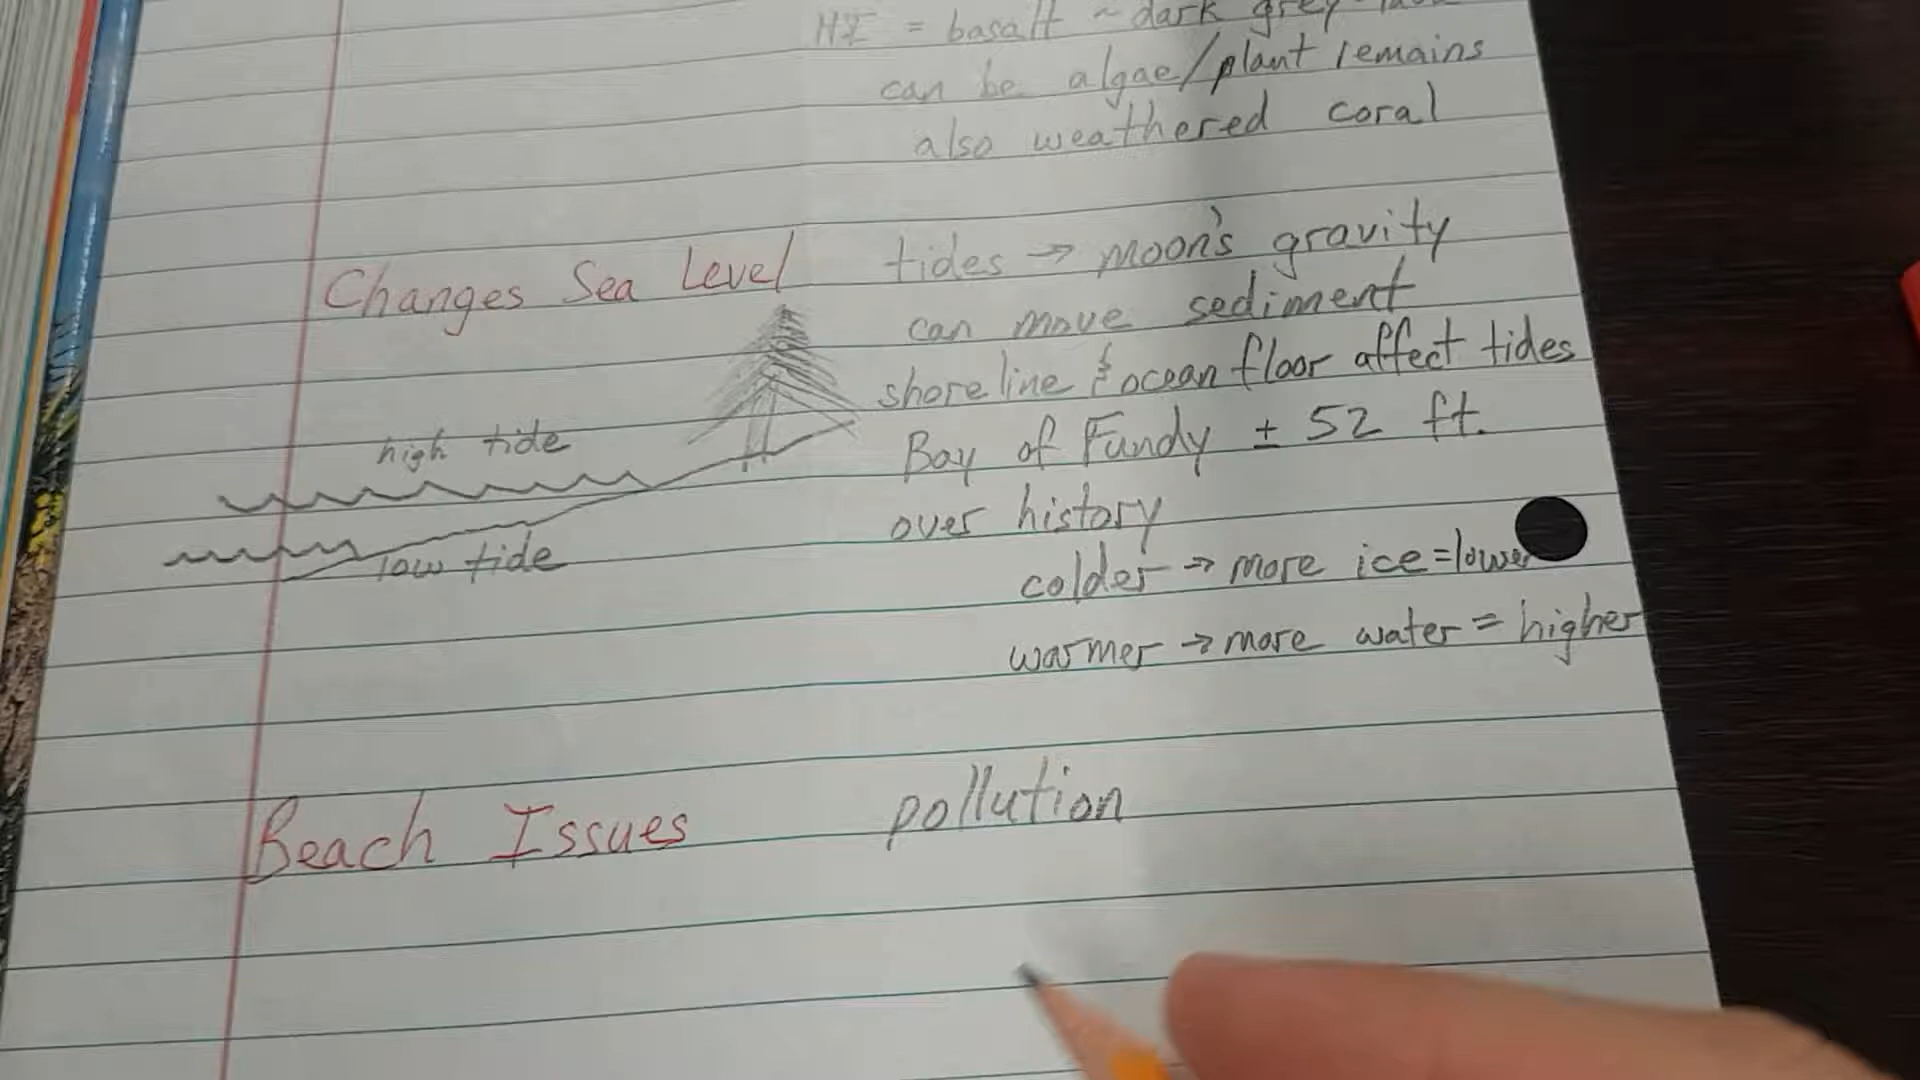 HI = basalt ~ dark grey
can be algae/plant remains
also weathered coral
Changes Sea Level
tides → moon's gravity
can move sediment
shoreline & ocean floor affect tides
high tide
low tide
Bay of Fundy ± 52 ft.
over history
colder → more ice = lower
warmer → more water = higher
Beach Issues
pollution